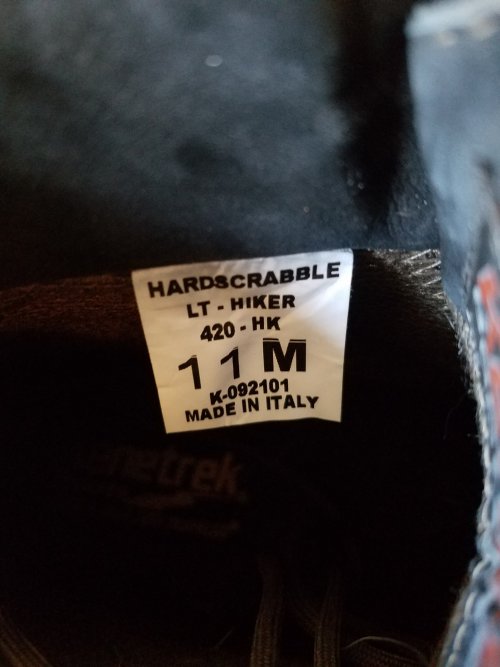 HARDSCRABBLE
LT - HIKER
420 - HK
11 M
K-092101
MADE IN ITALY